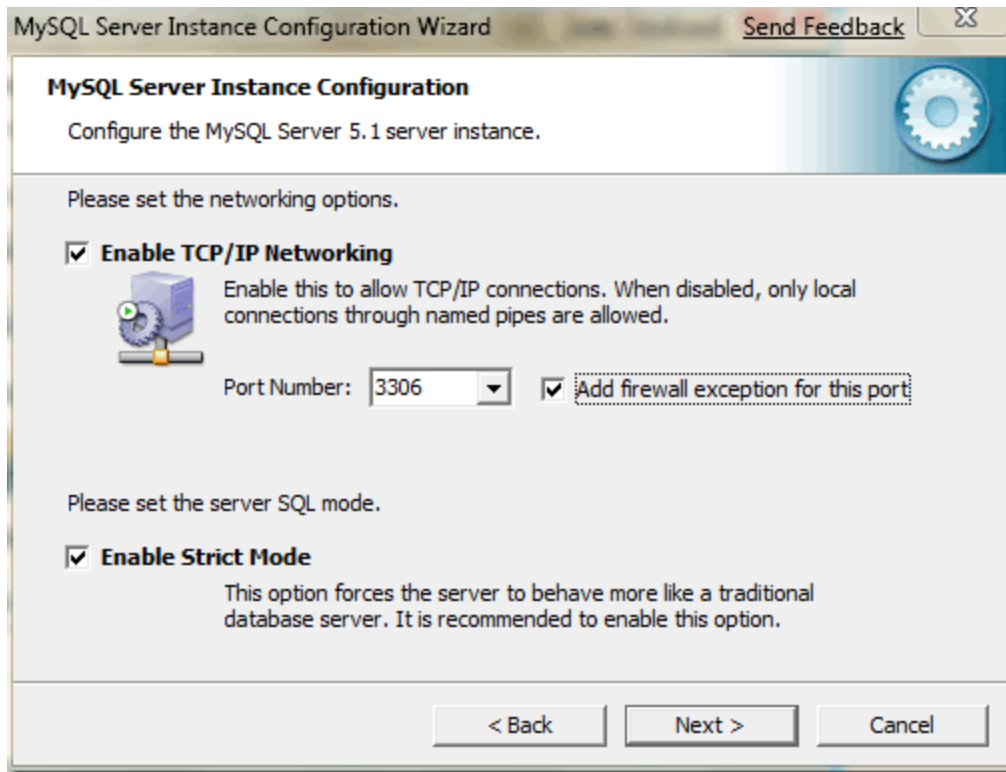 MySQL Server Instance Configuration Wizard Send Feedback
MySQL Server Instance Configuration
Configure the MySQL Server 5.1 server instance.
Please set the networking options.
Enable TCP/IP Networking
Enable this to allow TCP/IP connections. When disabled, only local
connections through named pipes are allowed.
Port Number: 3306 Add firewall exception for this port
Please set the server SQL mode.
Enable Strict Mode
This option forces the server to behave more like a traditional
database server. It is recommended to enable this option.
< Back Next > Cancel